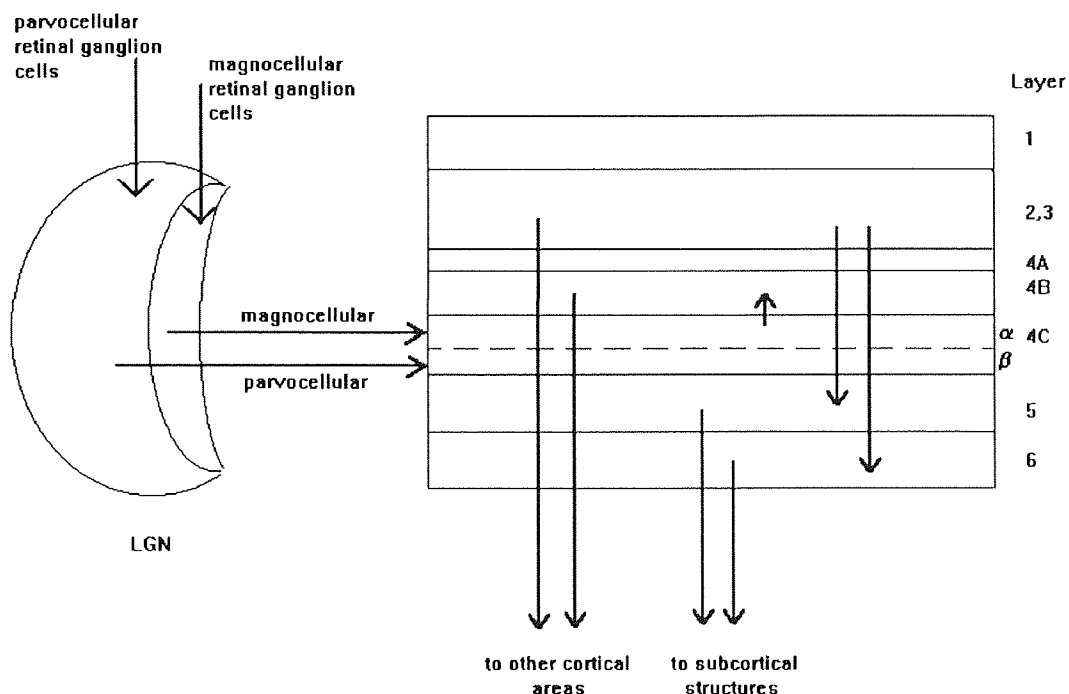 parvocellular
retinal ganglion
cells
magnocellular
retinal ganglion
cells
Layer
1
2,3
4A
4B
α 4C
β
5
6
magnocellular
parvocellular
LGN
to other cortical
areas
to subcortical
structures